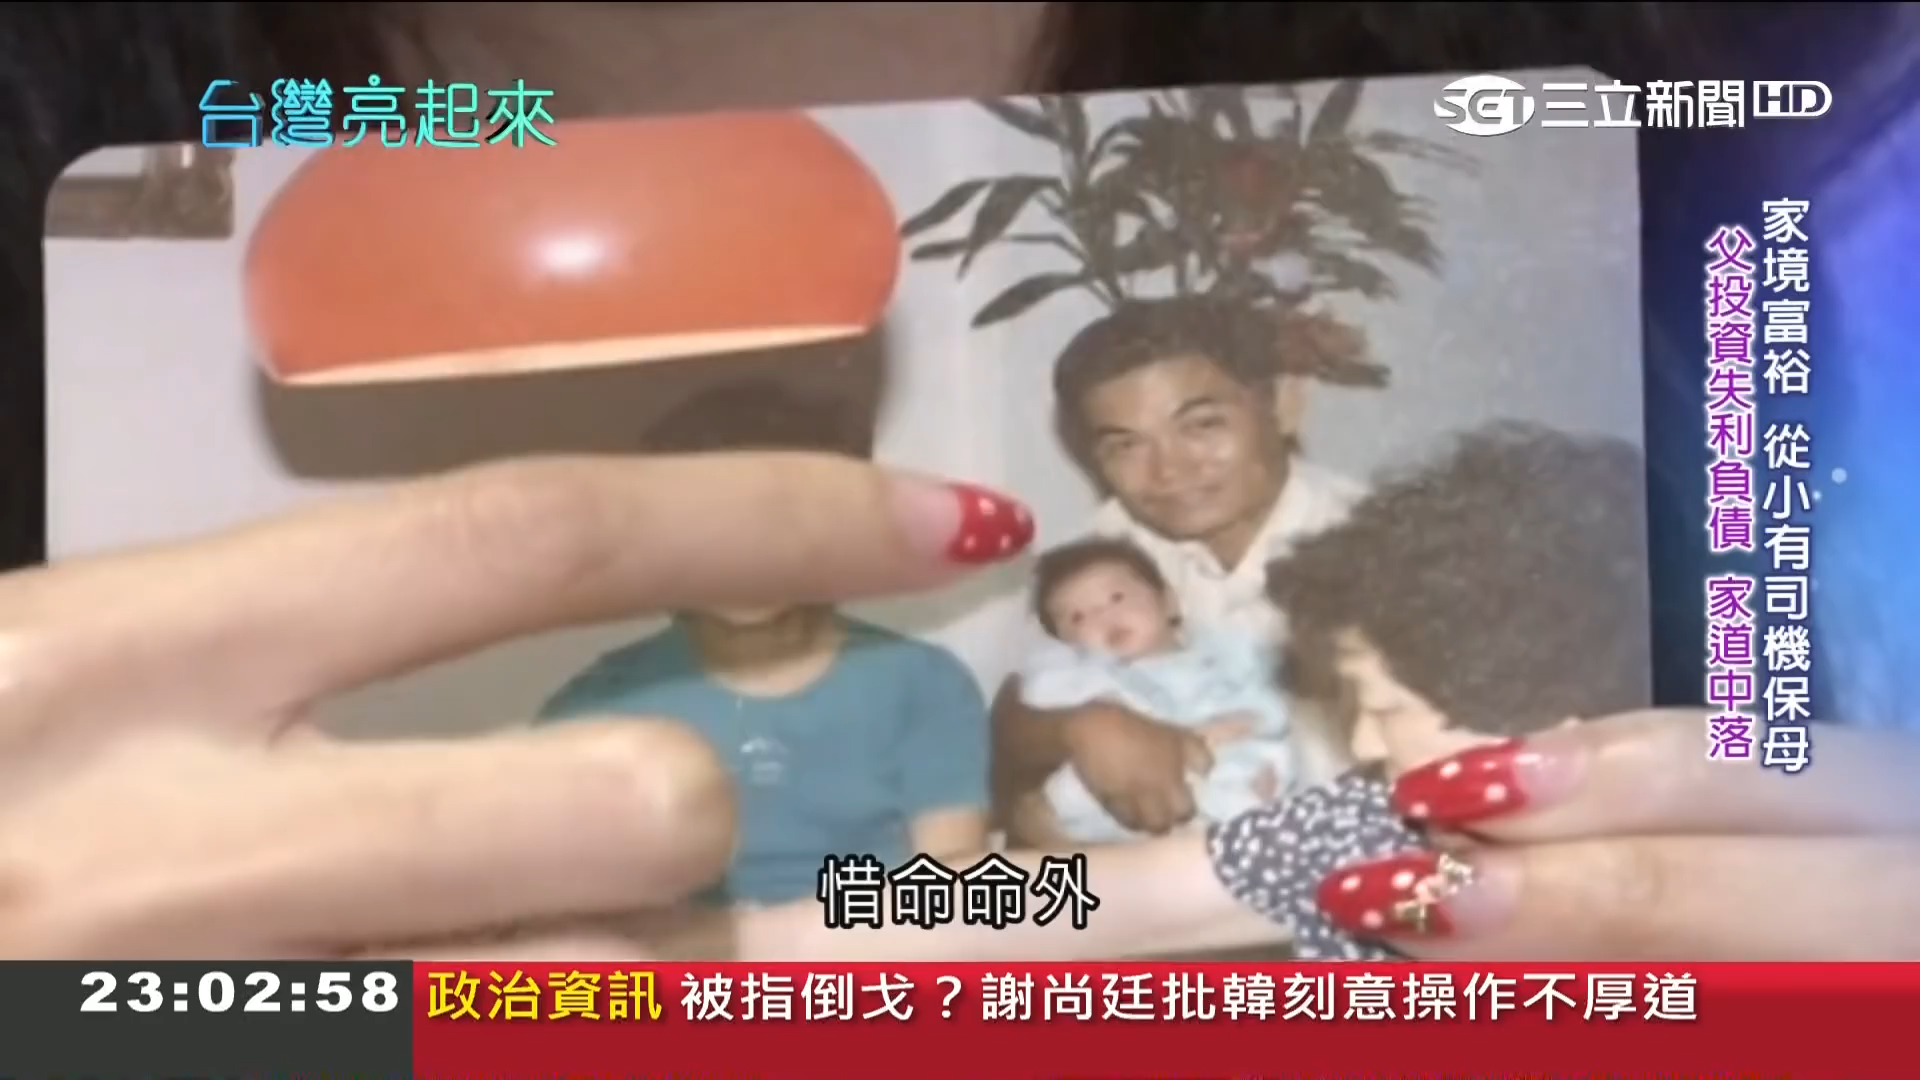 台灣亮起來
SET三立新聞HD
家境富裕 從小有司機保母
父投資失利負債 家道中落
惜命命外
23:02:58
政治資訊 被指倒戈？謝尚廷批韓刻意操作不厚道